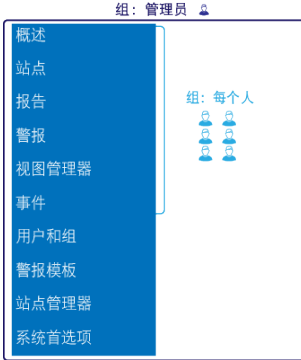 组：管理员
概述
站点
报告
组：每个人
警报
视图管理器
事件
用户和组
警报模板
站点管理器
系统首选项